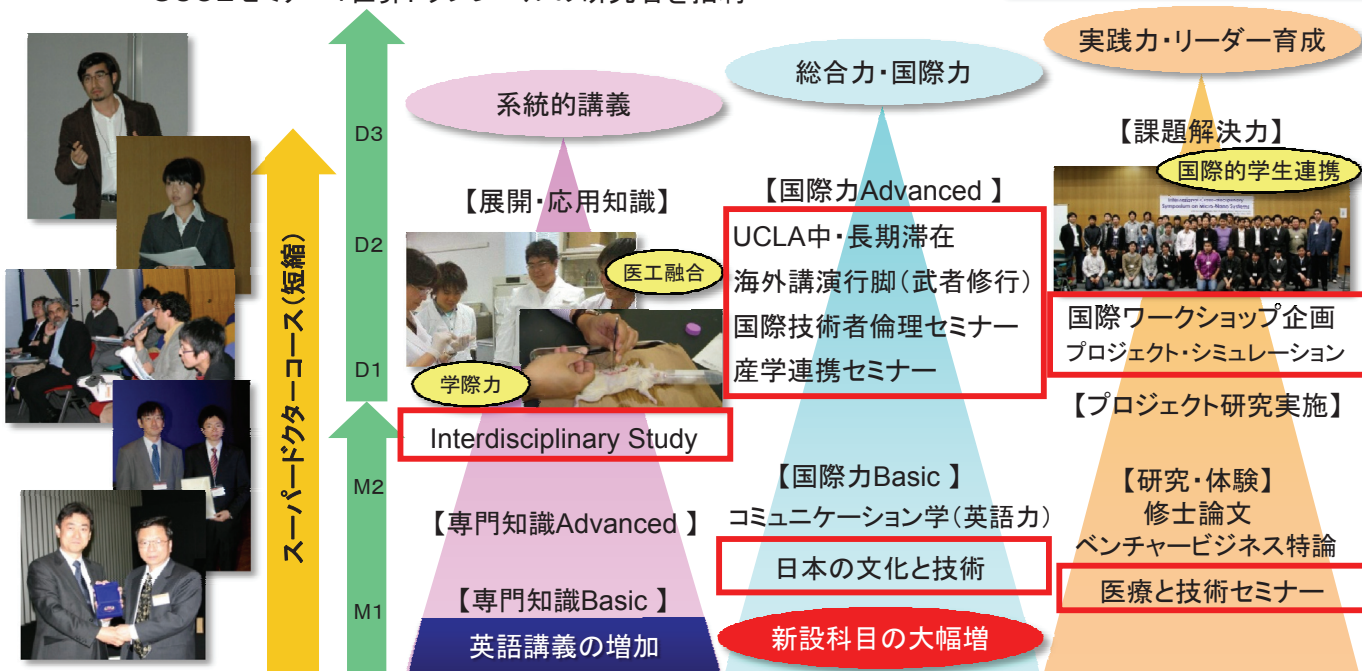 実践力・リーダー育成
総合力・国際力
系統的講義
D3
D2
D1
M2
M1
スーパードクターコース(短縮)
【展開・応用知識】
医工融合
学際力
Interdisciplinary Study
【専門知識Advanced 】
【専門知識Basic 】
英語講義の増加
【国際力Advanced 】
UCLA中・長期滞在
海外講演行脚(武者修行)
国際技術者倫理セミナー
産学連携セミナー
【国際力Basic 】
コミュニケーション学(英語力)
日本の文化と技術
新設科目の大幅増
【課題解決力】
国際的学生連携
Symposium on Micro-Nano Systems
国際ワークショップ企画
プロジェクト・シミュレーション
【プロジェクト研究実施】
【研究・体験】
修士論文
ベンチャービジネス特論
医療と技術セミナー